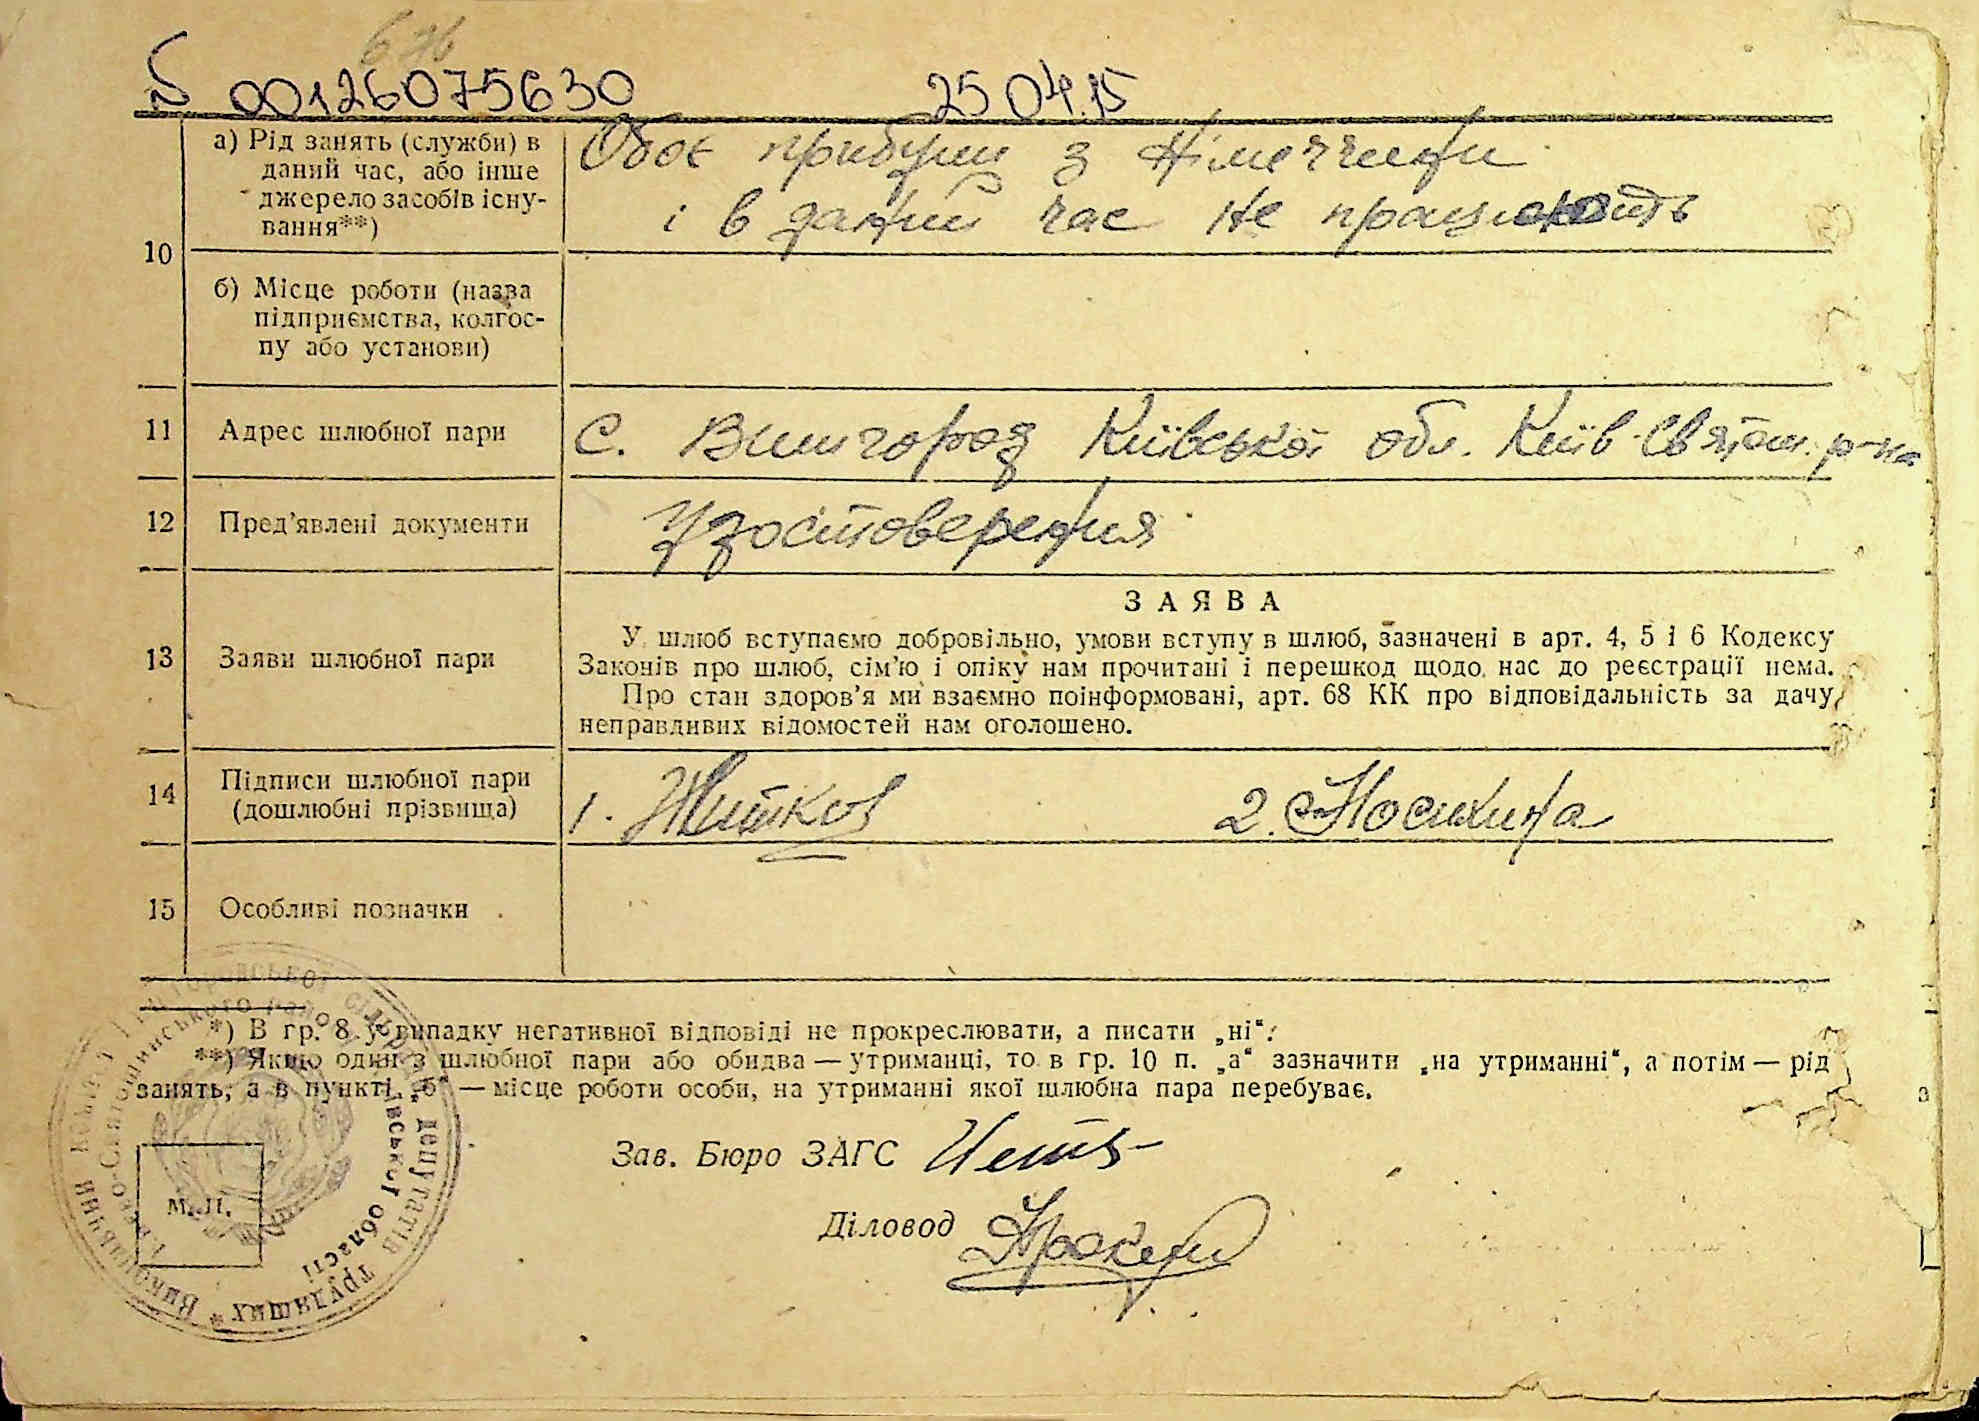 00126075630 25 04.15
а) Рід занять (служби) в
даний час, або інше
джерело засобів існу-
вання**)
Обоє прибули з Німеччини
і в даний час не працюють
10
б) Місце роботи (назва
підприємства, колгос-
пу або установи)
11 Адрес шлюбної пари С. Вишгород Київської обл. Київ-Святош. р-на
12 Пред’явлені документи Удостоверения
13 Заяви шлюбної пари
ЗАЯВА
У шлюб вступаємо добровільно, умови вступу в шлюб, зазначені в арт. 4, 5 і 6 Кодексу
Законів про шлюб, сім’ю і опіку нам прочитані і перешкод щодо нас до реєстрації нема.
Про стан здоров’я ми взаємно поінформовані, арт. 68 КК про відповідальність за дачу
неправдивих відомостей нам оголошено.
14 Підписи шлюбної пари
(дошлюбні прізвища)
1. Житков 2. Носихина
15 Особливі позначки
*) В гр. 8 у випадку негативної відповіді не прокреслювати, а писати „ні“.
**) Якщо один з шлюбної пари або обидва — утриманці, то в гр. 10 п. „а“ зазначити „на утриманні“, а потім — рід
занять, а в пункті „б“ — місце роботи особи, на утриманні якої шлюбна пара перебуває.
Зав. Бюро ЗАГС
Діловод
М. П.
депутатів трудящих * Виконавчий
області